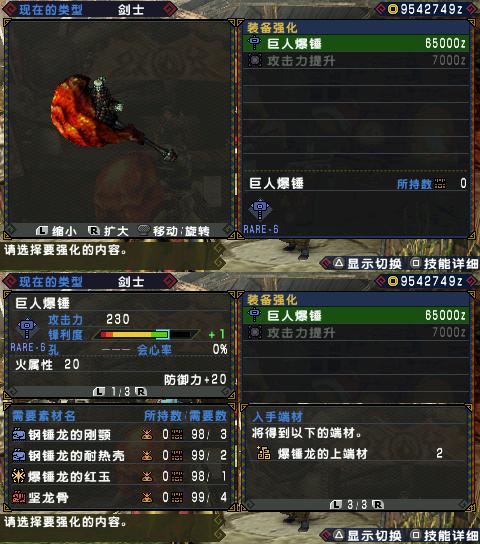 现在的类型 剑士
9542749z
装备强化
巨人爆锤 65000z
攻击力提升 7000z
巨人爆锤 所持数 0
RARE-6
L 缩小 R 扩大 移动/旋转
请选择要强化的内容。
△显示切换 □技能详细
现在的类型 剑士
9542749z
巨人爆锤
攻击力 230
锋利度 +1
RARE-6 孔 --- 会心率 0%
火属性 20
防御力+20
L 1/3 R
装备强化
巨人爆锤 65000z
攻击力提升 7000z
需要素材名 所持数/需要数
钢锤龙的刚颚 0 98/ 3
钢锤龙的耐热壳 0 99/ 2
爆锤龙的红玉 0 98/ 1
坚龙骨 0 99/ 4
入手端材
将得到以下的端材。
爆锤龙的上端材 2
L 3/3 R
请选择要强化的内容。
△显示切换 □技能详细